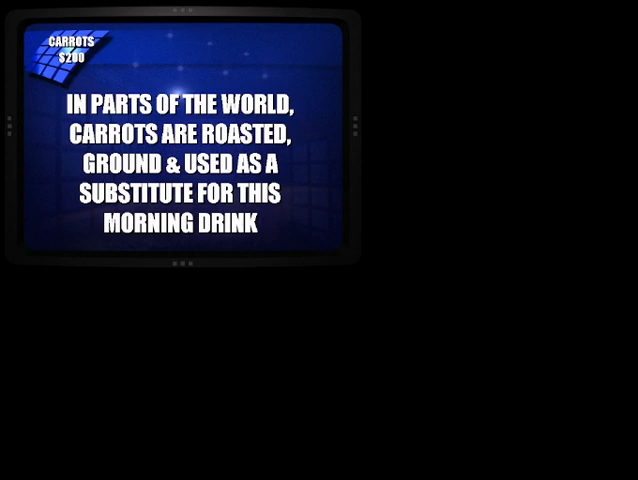 CARROTS
$200
IN PARTS OF THE WORLD,
CARROTS ARE ROASTED,
GROUND & USED AS A
SUBSTITUTE FOR THIS
MORNING DRINK